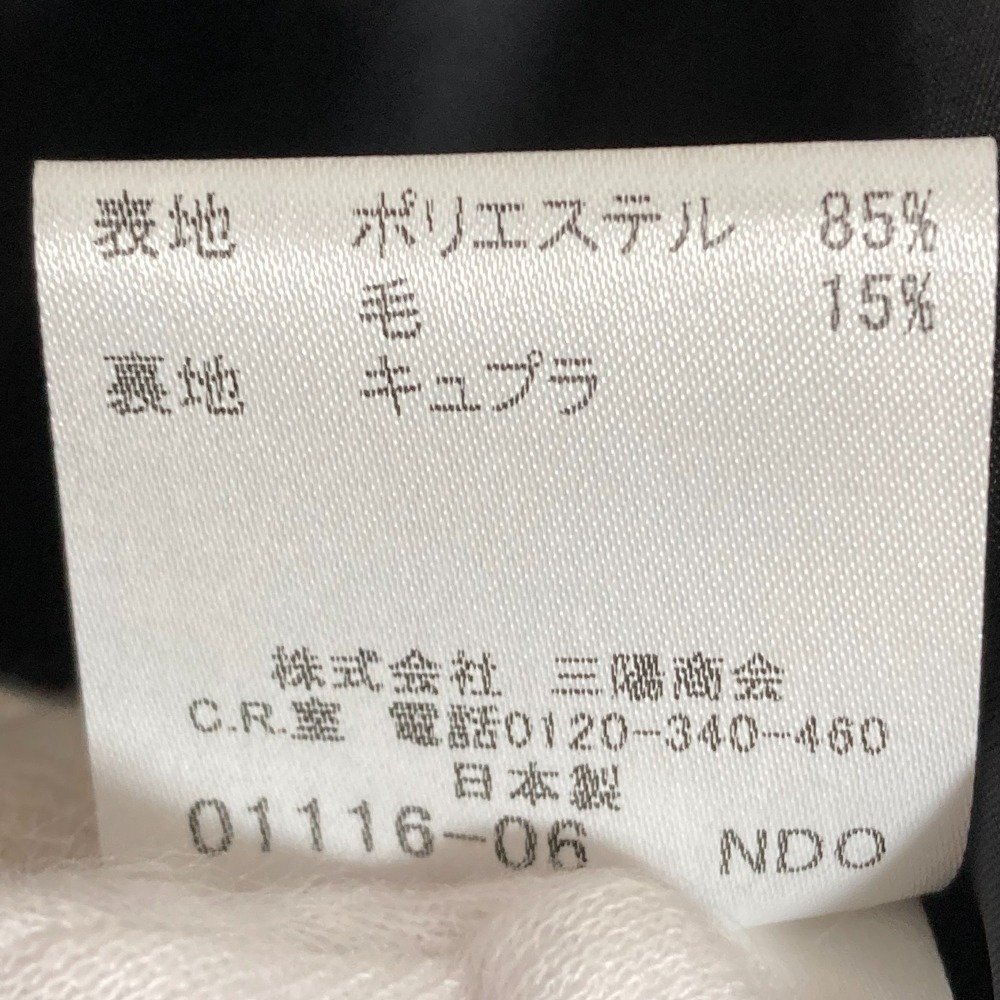 表地 ポリエステル 85%
毛 15%
裏地 キュプラ
株式会社 三陽商会
C.R.室 電話0120-340-460
日本製
01116-06 NDO